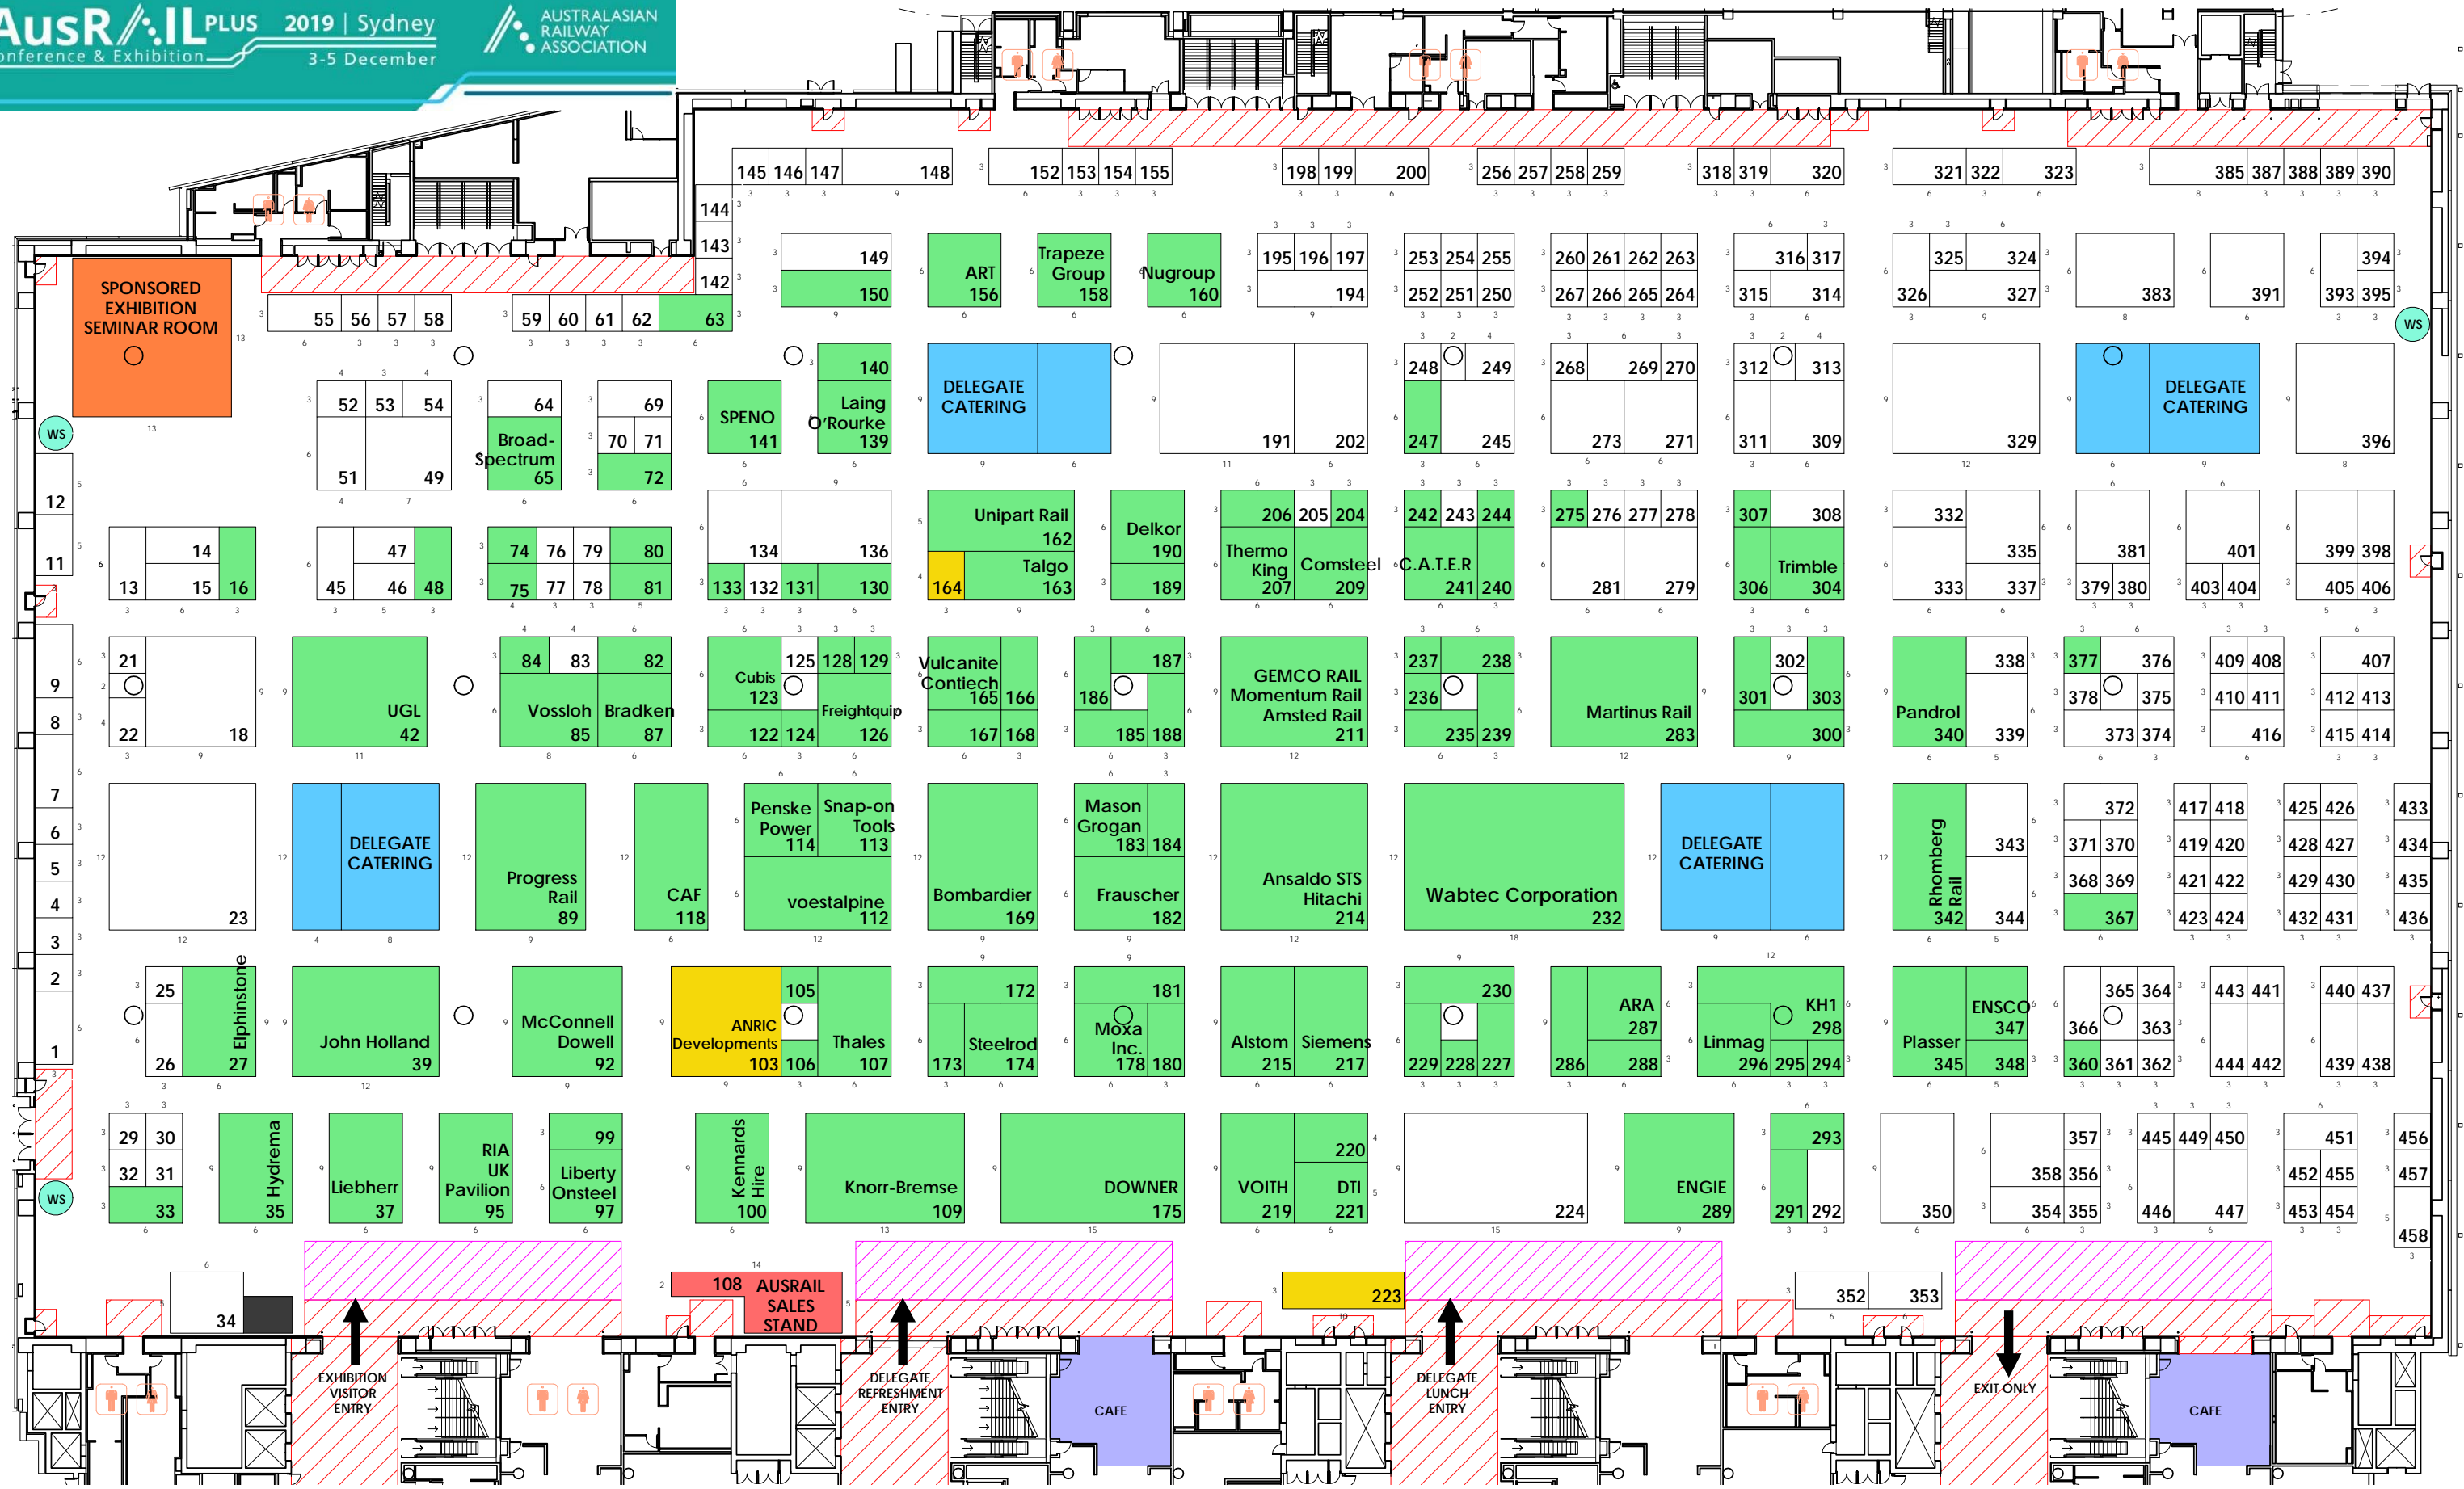 AusRAIL PLUS 2019 | Sydney
Conference & Exhibition 3-5 December
AUSTRALASIAN
RAILWAY
ASSOCIATION
145 146 147 148 152 153 154 155 198 199 200 256 257 258 259 318 319 320 321 322 323 385 387 388 389 390
144
143
142
149
150
ART
156
Trapeze
Group
158
Nugroup
160
195 196 197
194
253 254 255
252 251 250
260 261 262 263
267 266 265 264
316 317
315 314
325 324
326 327
383
391
394
393 395
WS
SPONSORED
EXHIBITION
SEMINAR ROOM
55 56 57 58
59 60 61 62 63
WS
52 53 54
51 49
64
Broad-
Spectrum
65
69
70 71
72
SPENO
141
140
Laing
O'Rourke
139
DELEGATE
CATERING
191 202
248 249
247 245
268 269 270
273 271
312 313
311 309
329
DELEGATE
CATERING
396
12
11
14
13 15 16
47
45 46 48
74 76 79 80
75 77 78 81
134 136
133 132 131 130
Unipart Rail
162
Talgo
164 163
Delkor
190
189
206 205 204
Thermo
King
207
Comsteel
209
242 243 244
C.A.T.E.R
241 240
275 276 277 278
281 279
307 308
Trimble
306 304
332
335
333 337
381
379 380
401
403 404
399 398
405 406
9
8
7
6
5
4
3
2
1
21
22 18
UGL
42
84 83 82
Vossloh
85
Bradken
87
125 128 129
Cubis
123
Freightquip
122 124 126
Vulcanite
Contiech
165 166
167 168
187
186
185 188
GEMCO RAIL
Momentum Rail
Amsted Rail
211
237 238
236
235 239
Martinus Rail
283
302
301 303
300
Pandrol
340
338
339
377 376
378 375
373 374
409 408
410 411
416
407
412 413
415 414
23
DELEGATE
CATERING
Progress
Rail
89
CAF
118
Penske
Power
114
Snap-on
Tools
113
voestalpine
112
Bombardier
169
Mason
Grogan
183 184
Frauscher
182
Ansaldo STS
Hitachi
214
Wabtec Corporation
232
DELEGATE
CATERING
Rhomberg
Rail
342
343
344
372
371 370
368 369
367
417 418
419 420
421 422
423 424
425 426
428 427
429 430
432 431
433
434
435
436
25
26
Elphinstone
27
John Holland
39
McConnell
Dowell
92
ANRIC
Developments
103
105
106
Thales
107
172
173
Steelrod
174
181
Moxa
Inc.
178 180
Alstom
215
Siemens
217
230
229 228 227
286
ARA
287
288
KH1
298
Linmag
296 295 294
Plasser
345
ENSCO
347
348
365 364
366 363
360 361 362
443 441
444 442
440 437
439 438
WS
29 30
32 31
33
Hydrema
35
Liebherr
37
RIA
UK
Pavilion
95
99
Liberty
Onsteel
97
Kennards
Hire
100
Knorr-Bremse
109
DOWNER
175
VOITH
219
220
DTI
221
224
ENGIE
289
293
291 292
350
357
358 356
354 355
445 449 450
446 447
451
452 455
453 454
456
457
458
34
108 AUSRAIL
SALES
STAND
223
352 353
EXHIBITION
VISITOR
ENTRY
DELEGATE
REFRESHMENT
ENTRY
CAFE
DELEGATE
LUNCH
ENTRY
EXIT ONLY
CAFE